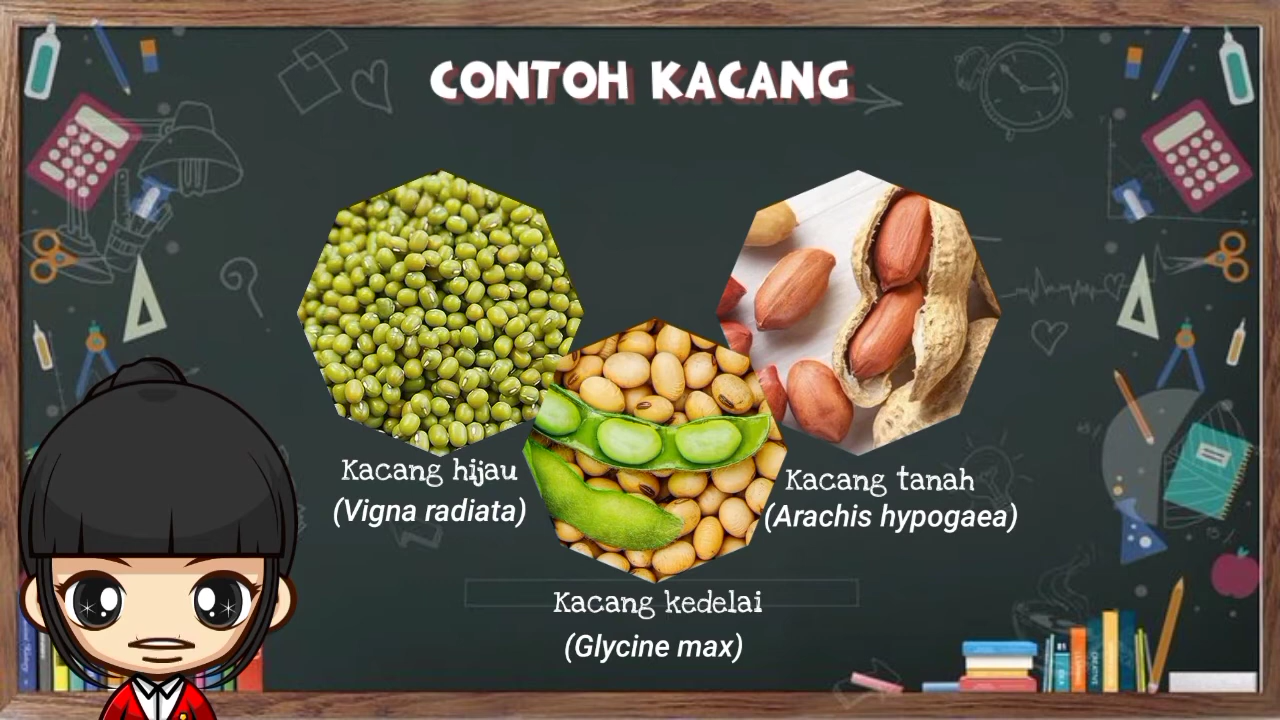 CONTOH KACANG
Kacang hijau
(Vigna radiata)
Kacang tanah
(Arachis hypogaea)
Kacang kedelai
(Glycine max)